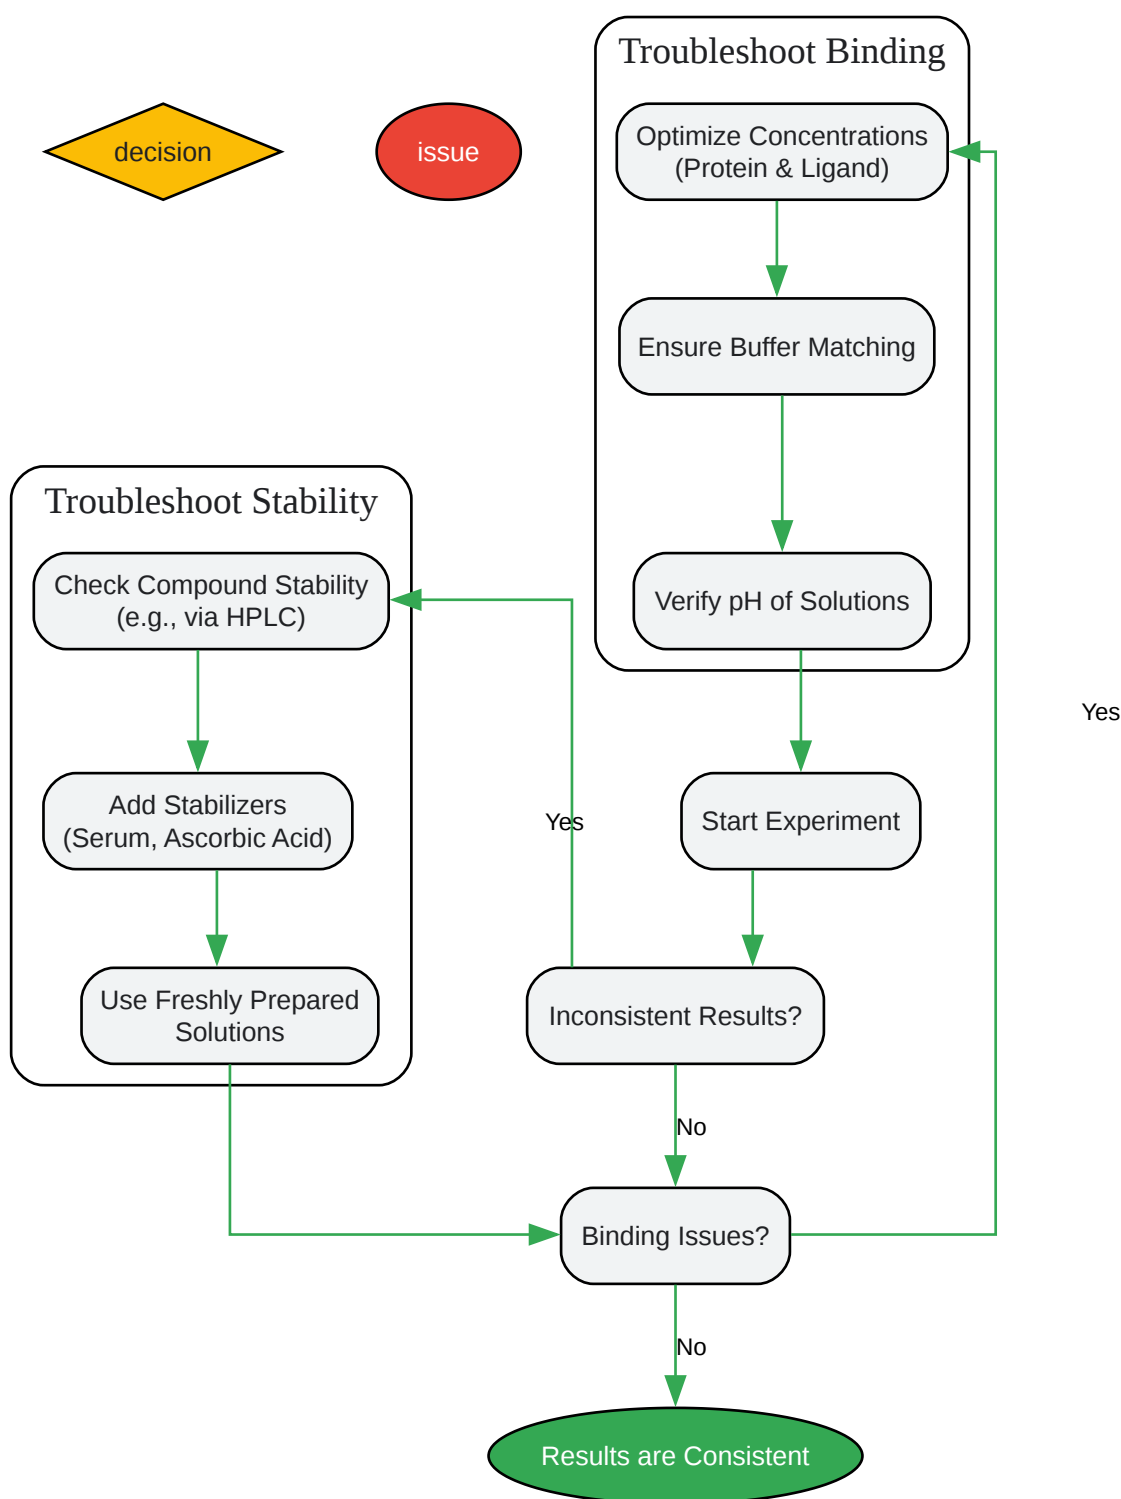 Troubleshoot Binding
decision
issue
Optimize Concentrations
(Protein & Ligand)
Ensure Buffer Matching
Troubleshoot Stability
Check Compound Stability
(e.g., via HPLC)
Verify pH of Solutions
Yes
Add Stabilizers
(Serum, Ascorbic Acid)
Yes
Start Experiment
Use Freshly Prepared
Solutions
Inconsistent Results?
No
Binding Issues?
No
Results are Consistent